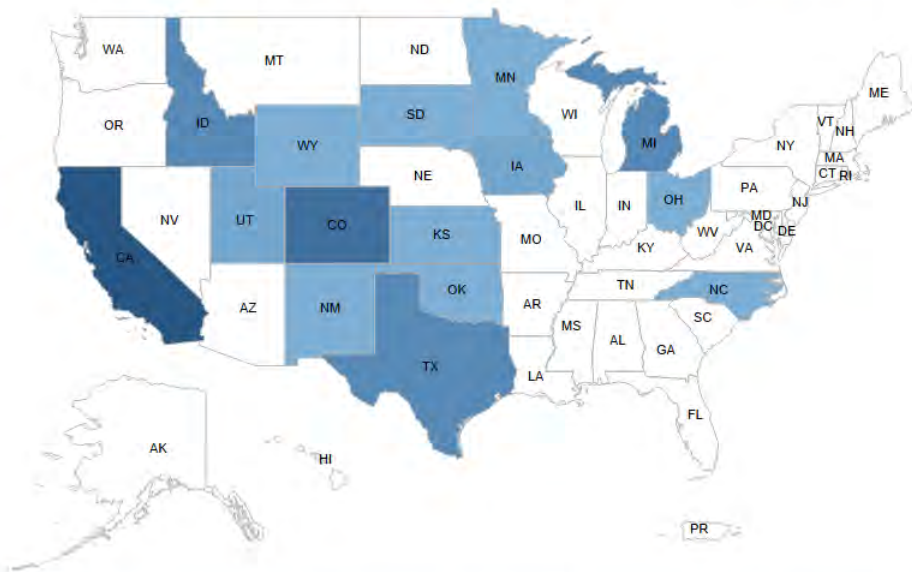 WA
MT
ND
MN
ME
OR
ID
SD
WI
VT
NH
WY
MI
NY
MA
CT
RI
NE
IA
PA
NJ
NV
UT
CO
IL
IN
OH
MD
DC
DE
CA
KS
MO
KY
WV
VA
AZ
NM
OK
AR
TN
NC
TX
MS
AL
GA
SC
LA
FL
AK
HI
PR